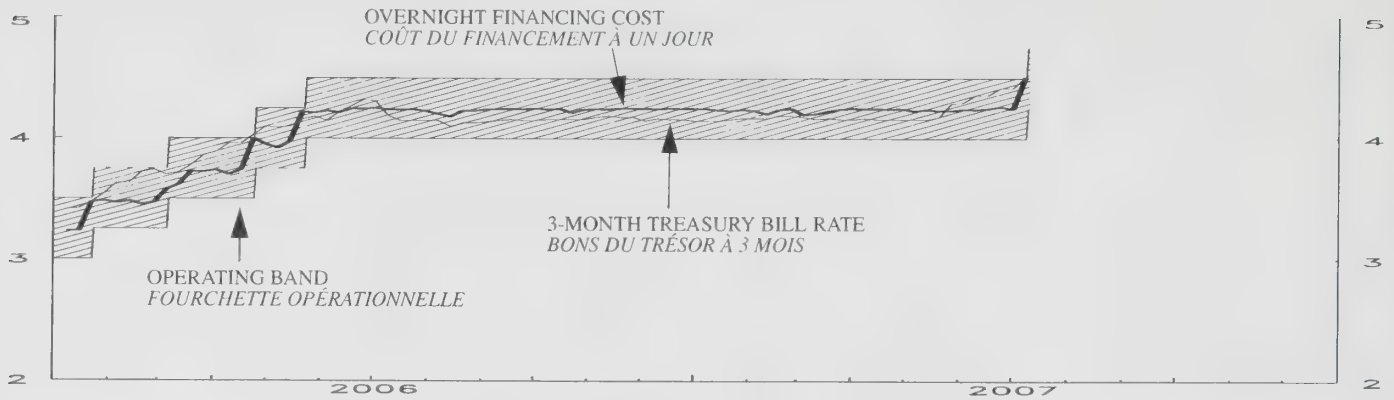 5
OVERNIGHT FINANCING COST
COÛT DU FINANCEMENT À UN JOUR
5
4
4
3-MONTH TREASURY BILL RATE
BONS DU TRÉSOR À 3 MOIS
3
3
OPERATING BAND
FOURCHETTE OPÉRATIONNELLE
2
2006
2007
2